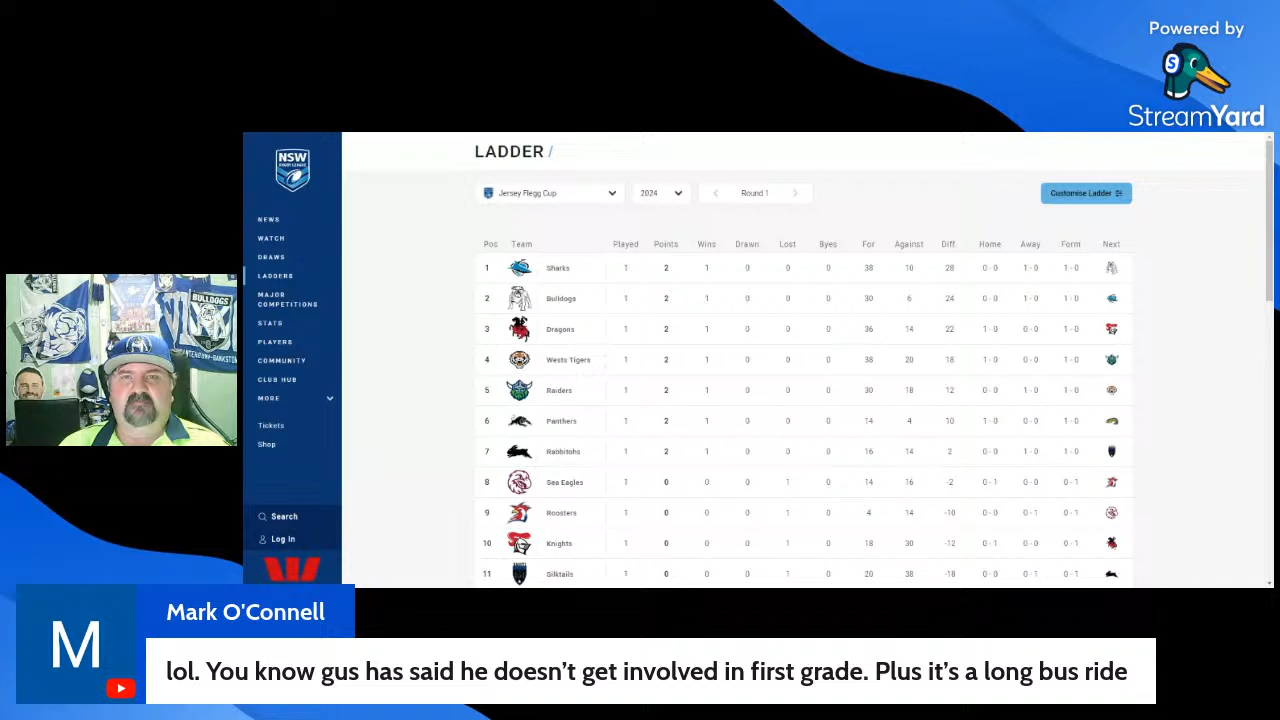 Powered by
StreamYard
NSW
RUGBY LEAGUE
NEWS
WATCH
DRAWS
LADDERS
MAJOR
COMPETITIONS
STATS
PLAYERS
COMMUNITY
CLUB HUB
MORE
Tickets
Shop
Search
Log In
LADDER /
Jersey Flegg Cup 2024 Round 1 Customise Ladder
Pos Team Played Points Wins Drawn Lost Byes For Against Diff Home Away Form Next
1 Sharks 1 2 1 0 0 0 38 10 28 0 - 0 1 - 0 1 - 0
2 Bulldogs 1 2 1 0 0 0 30 6 24 0 - 0 1 - 0 1 - 0
3 Dragons 1 2 1 0 0 0 36 14 22 1 - 0 0 - 0 1 - 0
4 Wests Tigers 1 2 1 0 0 0 38 20 18 1 - 0 0 - 0 1 - 0
5 Raiders 1 2 1 0 0 0 30 18 12 0 - 0 1 - 0 1 - 0
6 Panthers 1 2 1 0 0 0 14 4 10 1 - 0 0 - 0 1 - 0
7 Rabbitohs 1 2 1 0 0 0 16 14 2 0 - 0 1 - 0 1 - 0
8 Sea Eagles 1 0 0 0 1 0 14 16 -2 0 - 1 0 - 0 0 - 1
9 Roosters 1 0 0 0 1 0 4 14 -10 0 - 0 0 - 1 0 - 1
10 Knights 1 0 0 0 1 0 18 30 -12 0 - 1 0 - 0 0 - 1
11 Silktails 1 0 0 0 1 0 20 38 -18 0 - 0 0 - 1 0 - 1
BULLDOGS
M
Mark O'Connell
lol. You know gus has said he doesn’t get involved in first grade. Plus it’s a long bus ride